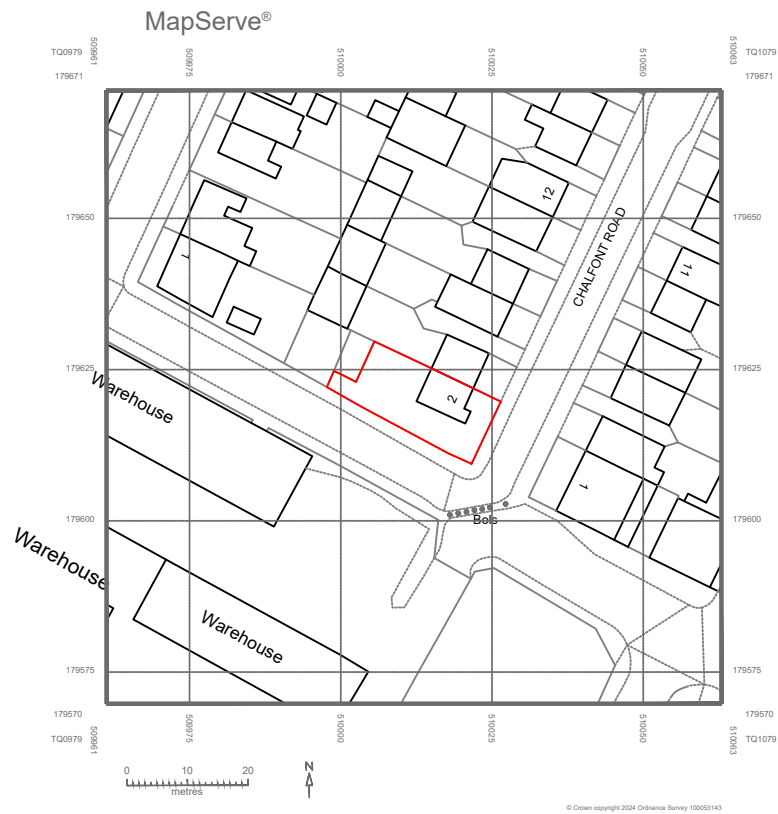 MapServe®
509961
509975
510000
510025
510050
510063
TQ0979
TQ1079
179671
179671
12
CHALFONT ROAD
179650
179650
1
11
179625
179625
Warehouse
2
1
179600
179600
Bols
Warehouse
Warehouse
179575
179575
179570
179570
TQ0979
TQ1079
509961
509975
510000
510025
510050
510063
0 10 20
metres
N
© Crown copyright 2024 Ordnance Survey 100053143